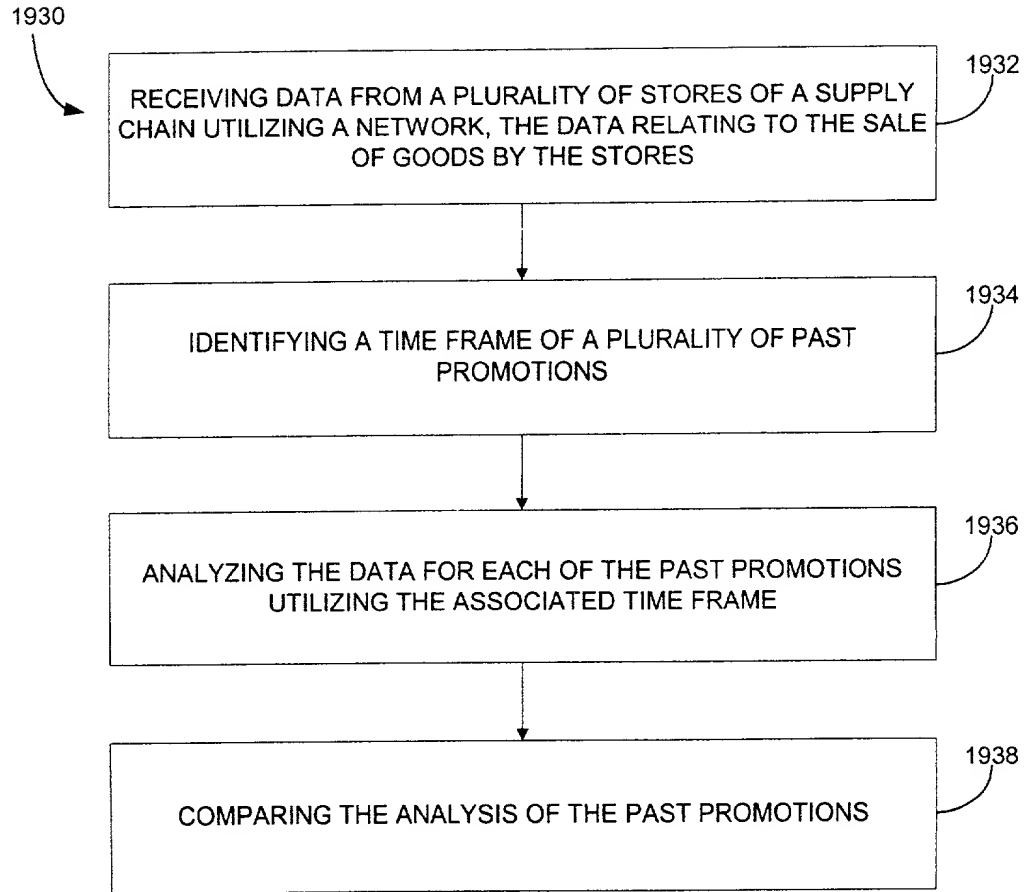 1930
1932
RECEIVING DATA FROM A PLURALITY OF STORES OF A SUPPLY
CHAIN UTILIZING A NETWORK, THE DATA RELATING TO THE SALE
OF GOODS BY THE STORES
1934
IDENTIFYING A TIME FRAME OF A PLURALITY OF PAST
PROMOTIONS
1936
ANALYZING THE DATA FOR EACH OF THE PAST PROMOTIONS
UTILIZING THE ASSOCIATED TIME FRAME
1938
COMPARING THE ANALYSIS OF THE PAST PROMOTIONS